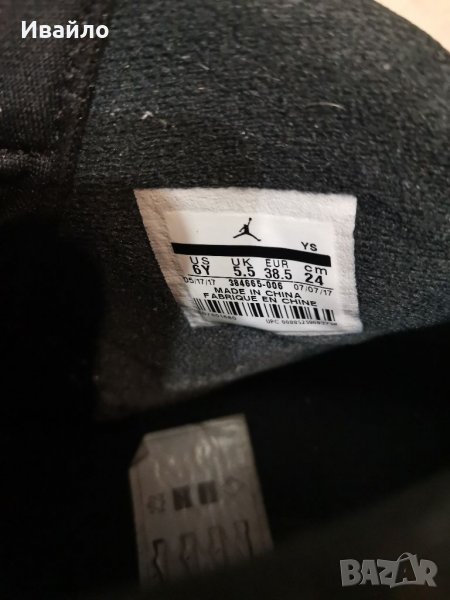 Ивайло
YS
US UK EUR cm
6Y 5.5 38.5 24
05/17/17 384665-006 07/07/17
MADE IN CHINA
FABRIQUE EN CHINE
BAZAR